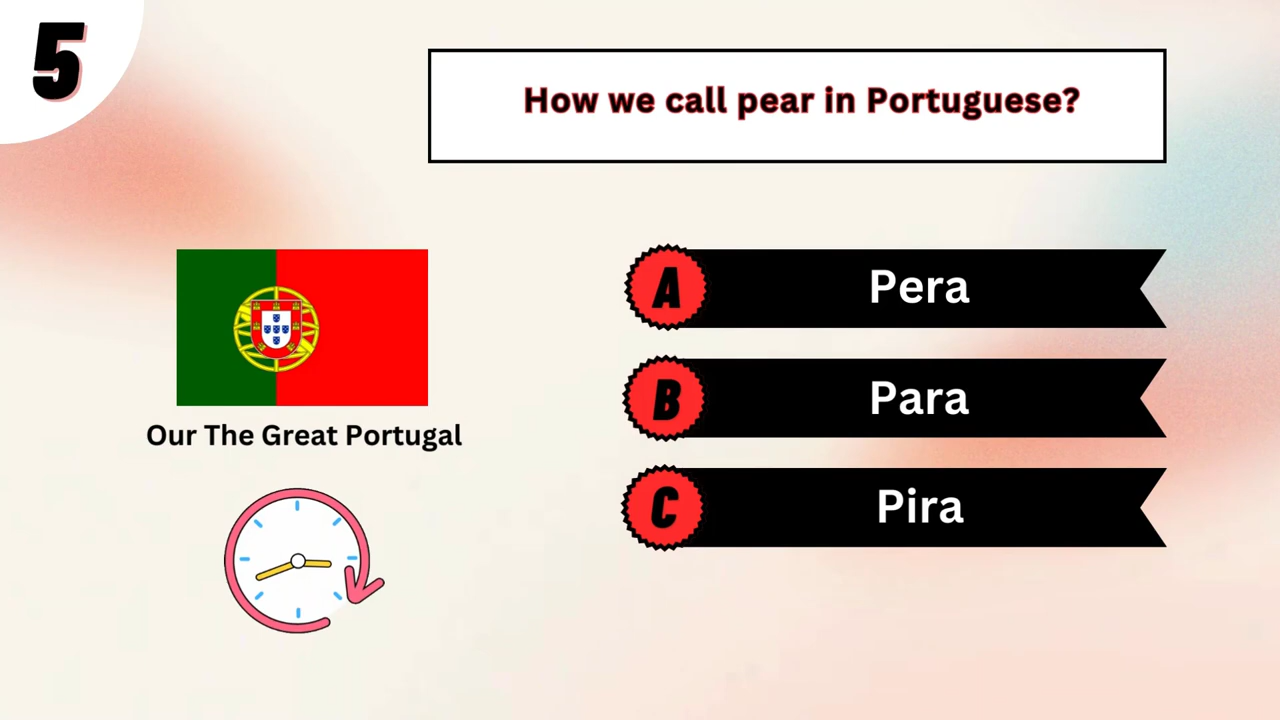 5
How we call pear in Portuguese?
Our The Great Portugal
A Pera
B Para
C Pira